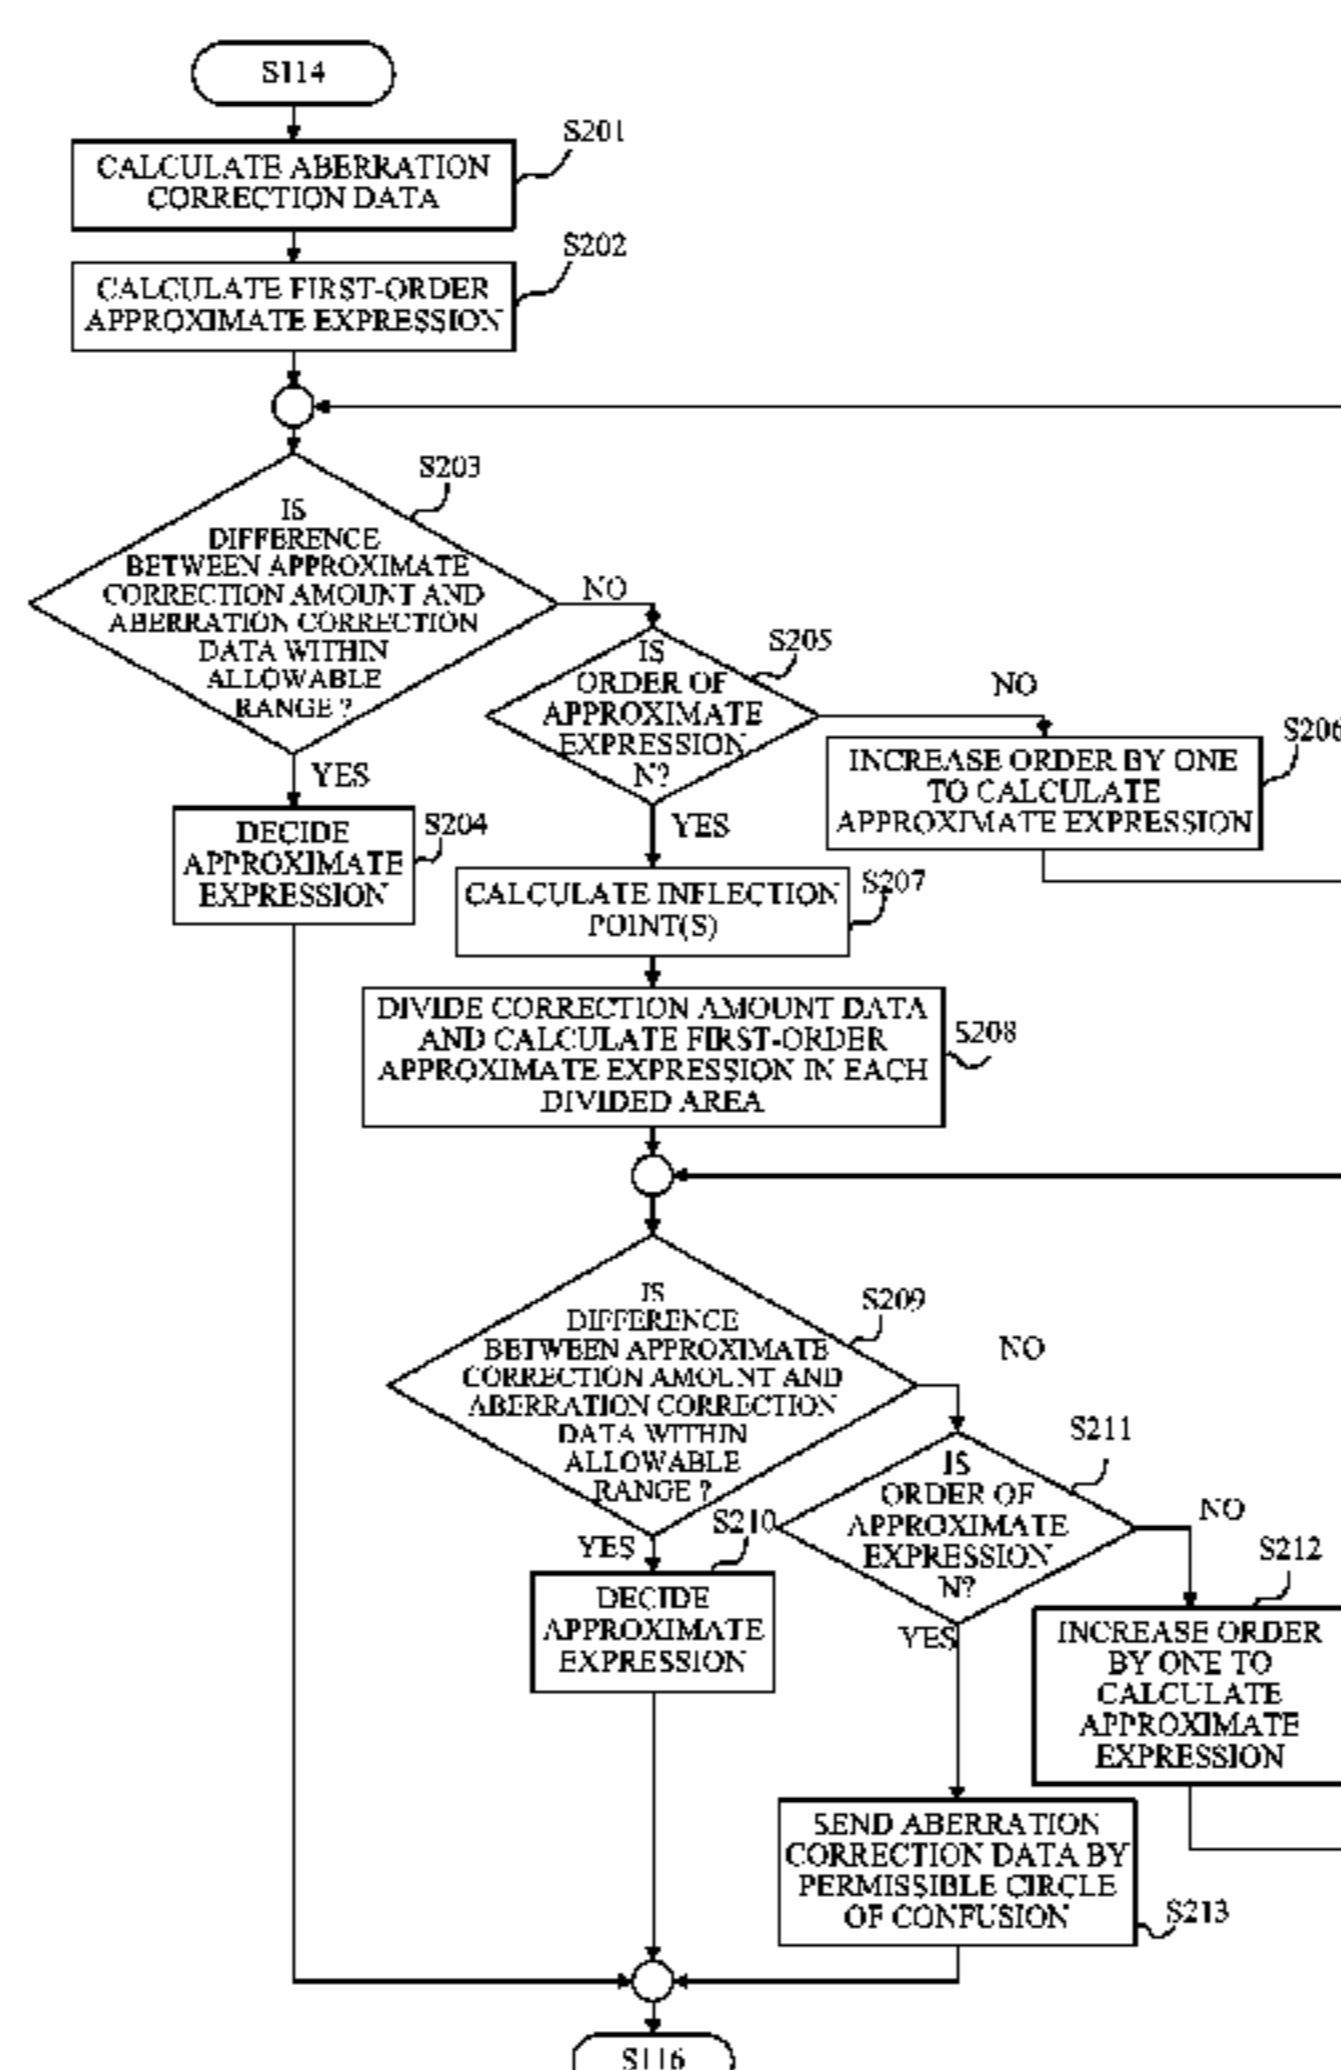 S114
S201
CALCULATE ABERRATION
CORRECTION DATA
S202
CALCULATE FIRST-ORDER
APPROXIMATE EXPRESSION
S203
IS
DIFFERENCE
BETWEEN APPROXIMATE
CORRECTION AMOUNT AND
ABERRATION CORRECTION
DATA WITHIN
ALLOWABLE
RANGE ?
NO
YES
S204
DECIDE
APPROXIMATE
EXPRESSION
S205
IS
ORDER OF
APPROXIMATE
EXPRESSION
N?
NO
YES
S206
INCREASE ORDER BY ONE
TO CALCULATE
APPROXIMATE EXPRESSION
S207
CALCULATE INFLECTION
POINT(S)
S208
DIVIDE CORRECTION AMOUNT DATA
AND CALCULATE FIRST-ORDER
APPROXIMATE EXPRESSION IN EACH
DIVIDED AREA
S209
IS
DIFFERENCE
BETWEEN APPROXIMATE
CORRECTION AMOUNT AND
ABERRATION CORRECTION
DATA WITHIN
ALLOWABLE
RANGE ?
NO
YES
S210
DECIDE
APPROXIMATE
EXPRESSION
S211
IS
ORDER OF
APPROXIMATE
EXPRESSION
N?
NO
YES
S212
INCREASE ORDER
BY ONE TO
CALCULATE
APPROXIMATE
EXPRESSION
SEND ABERRATION
CORRECTION DATA BY
PERMISSIBLE CIRCLE
OF CONFUSION
S213
S116